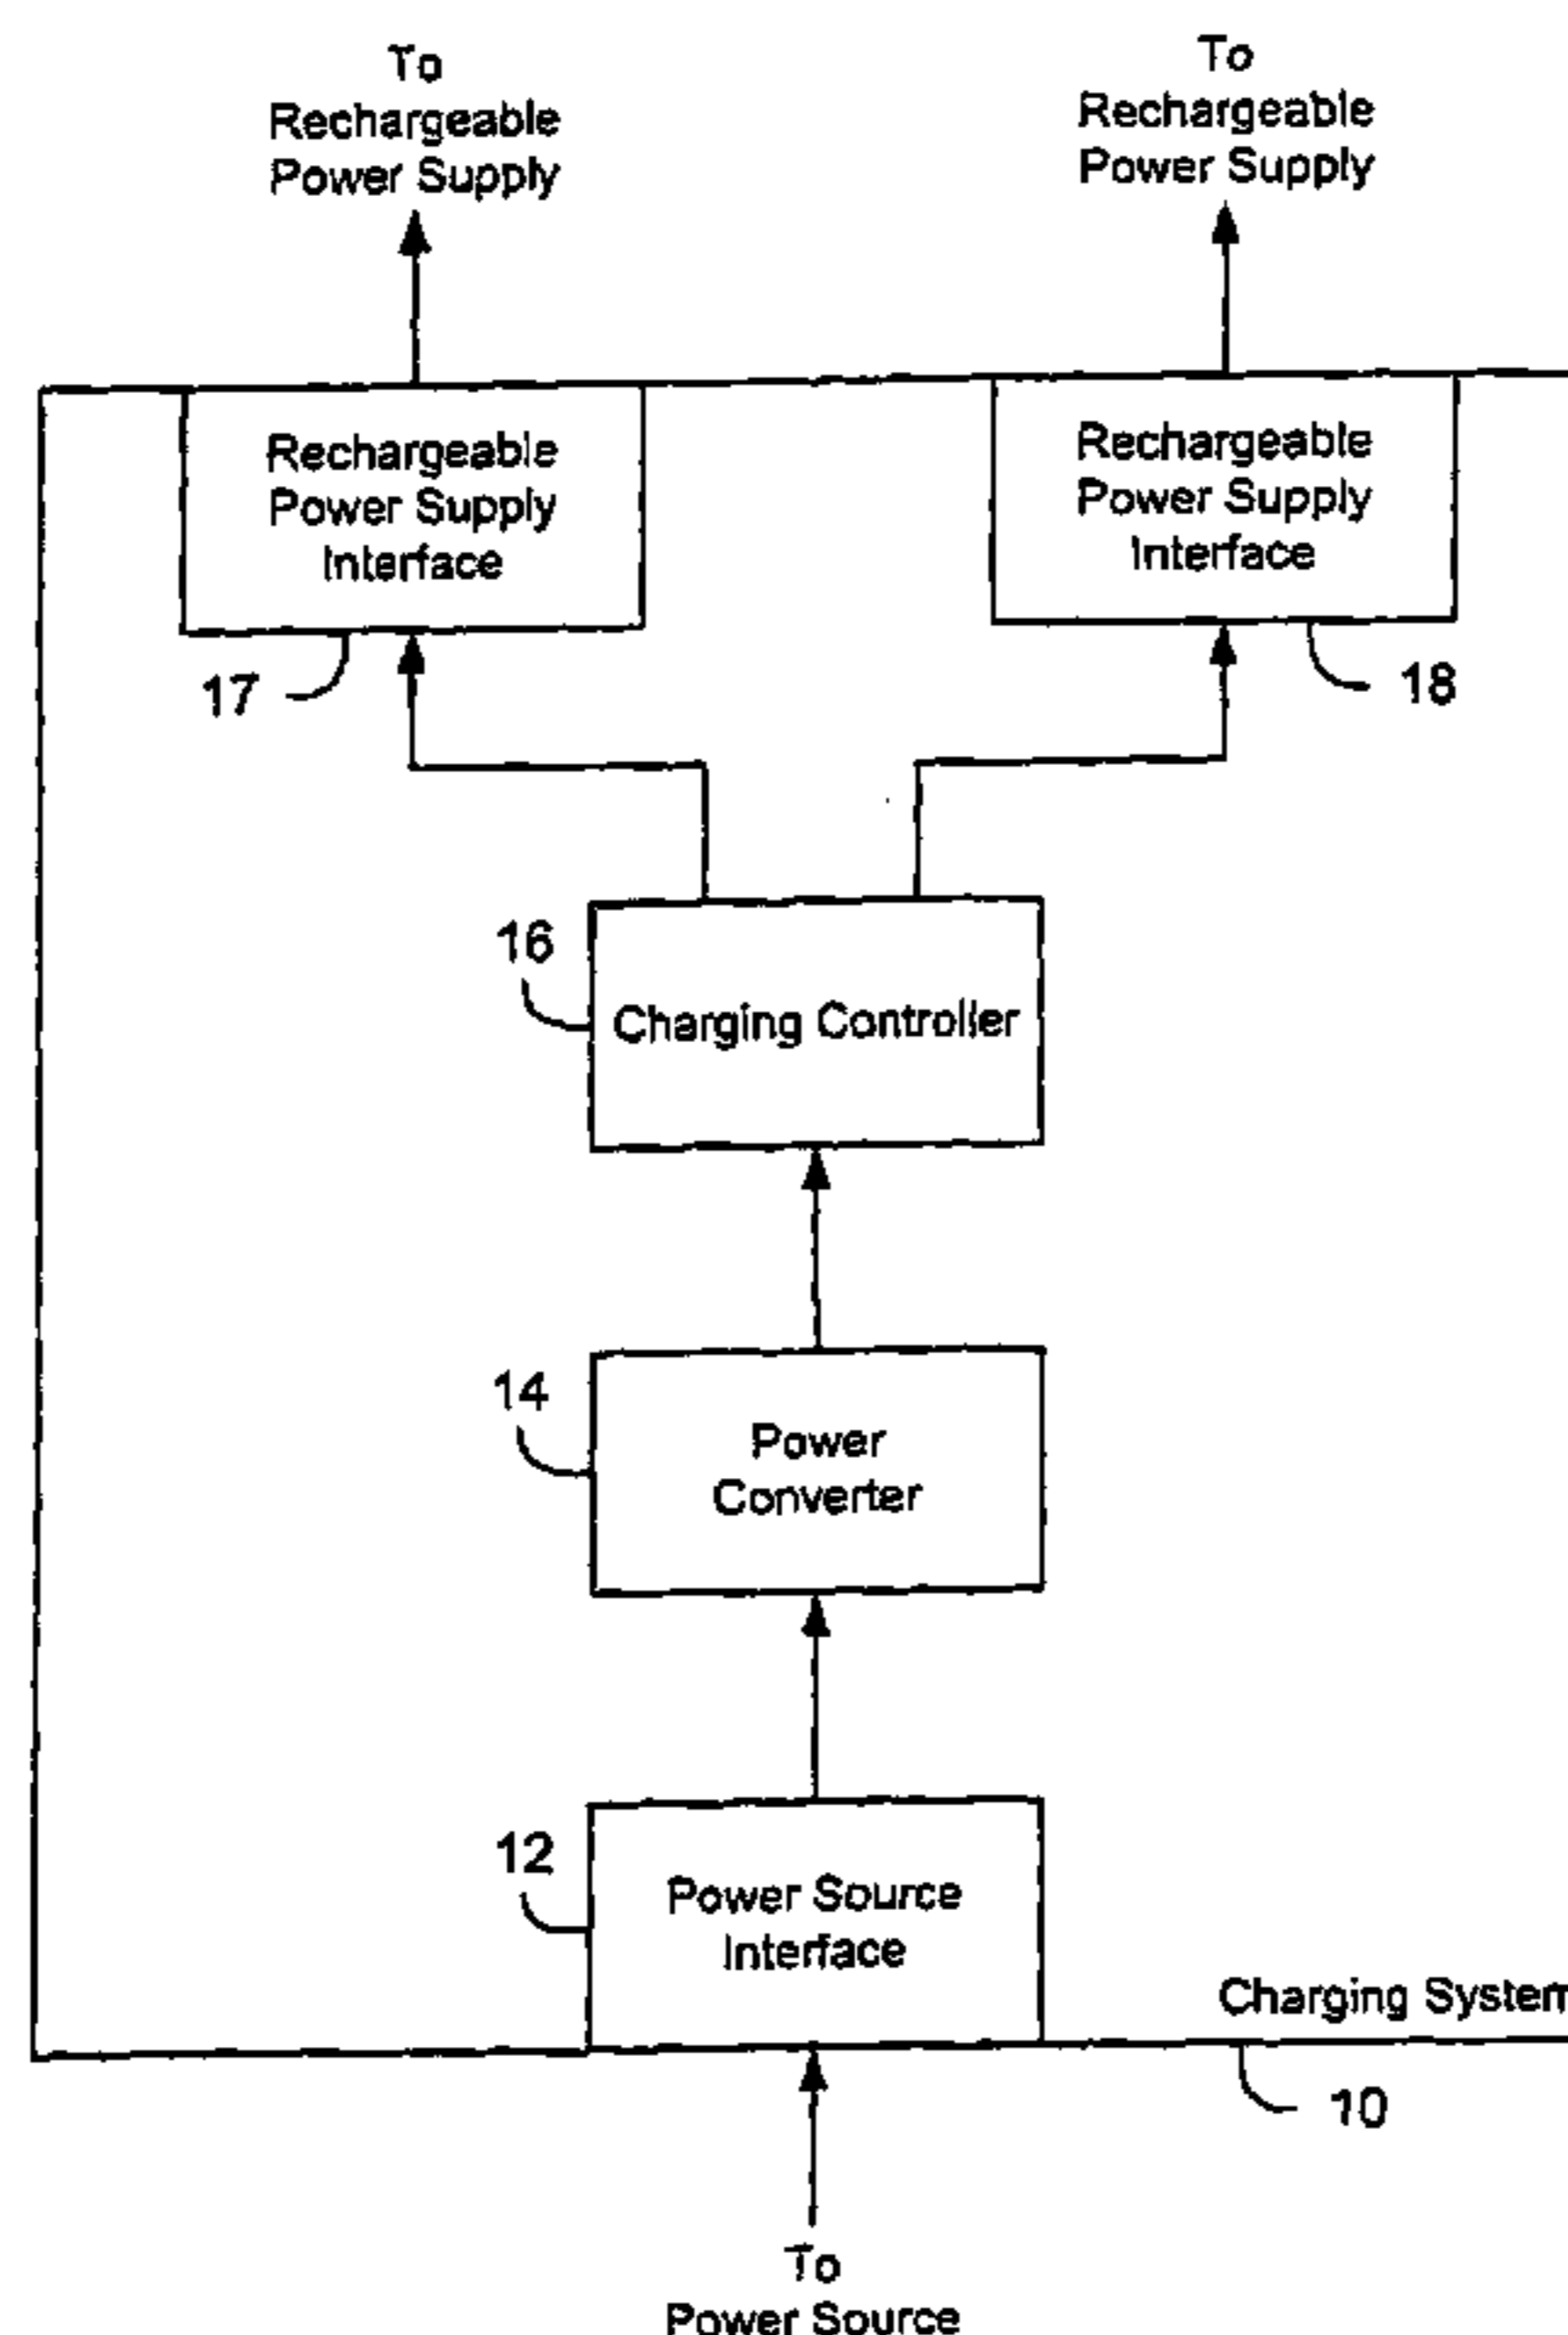 To
Rechargeable
Power Supply
To
Rechargeable
Power Supply
Rechargeable
Power Supply
Interface
Rechargeable
Power Supply
Interface
17
18
16
Charging Controller
14
Power
Converter
12
Power Source
Interface
Charging System
10
To
Power Source